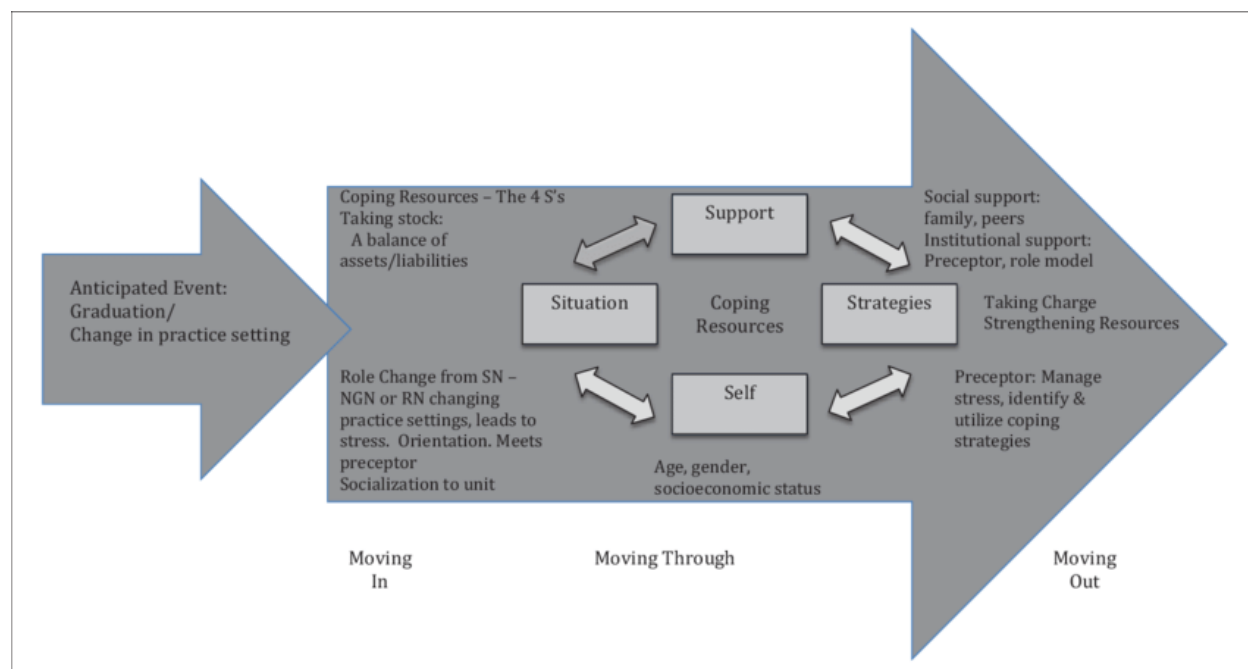 Anticipated Event:
Graduation/
Change in practice setting
Coping Resources – The 4 S's
Taking stock:
A balance of
assets/liabilities
Role Change from SN –
NGN or RN changing
practice settings, leads to
stress.  Orientation. Meets
preceptor
Socialization to unit
Support
Situation
Coping
Resources
Strategies
Self
Age, gender,
socioeconomic status
Social support:
family, peers
Institutional support:
Preceptor, role model
Taking Charge
Strengthening Resources
Preceptor: Manage
stress, identify &
utilize coping
strategies
Moving
In
Moving Through
Moving
Out